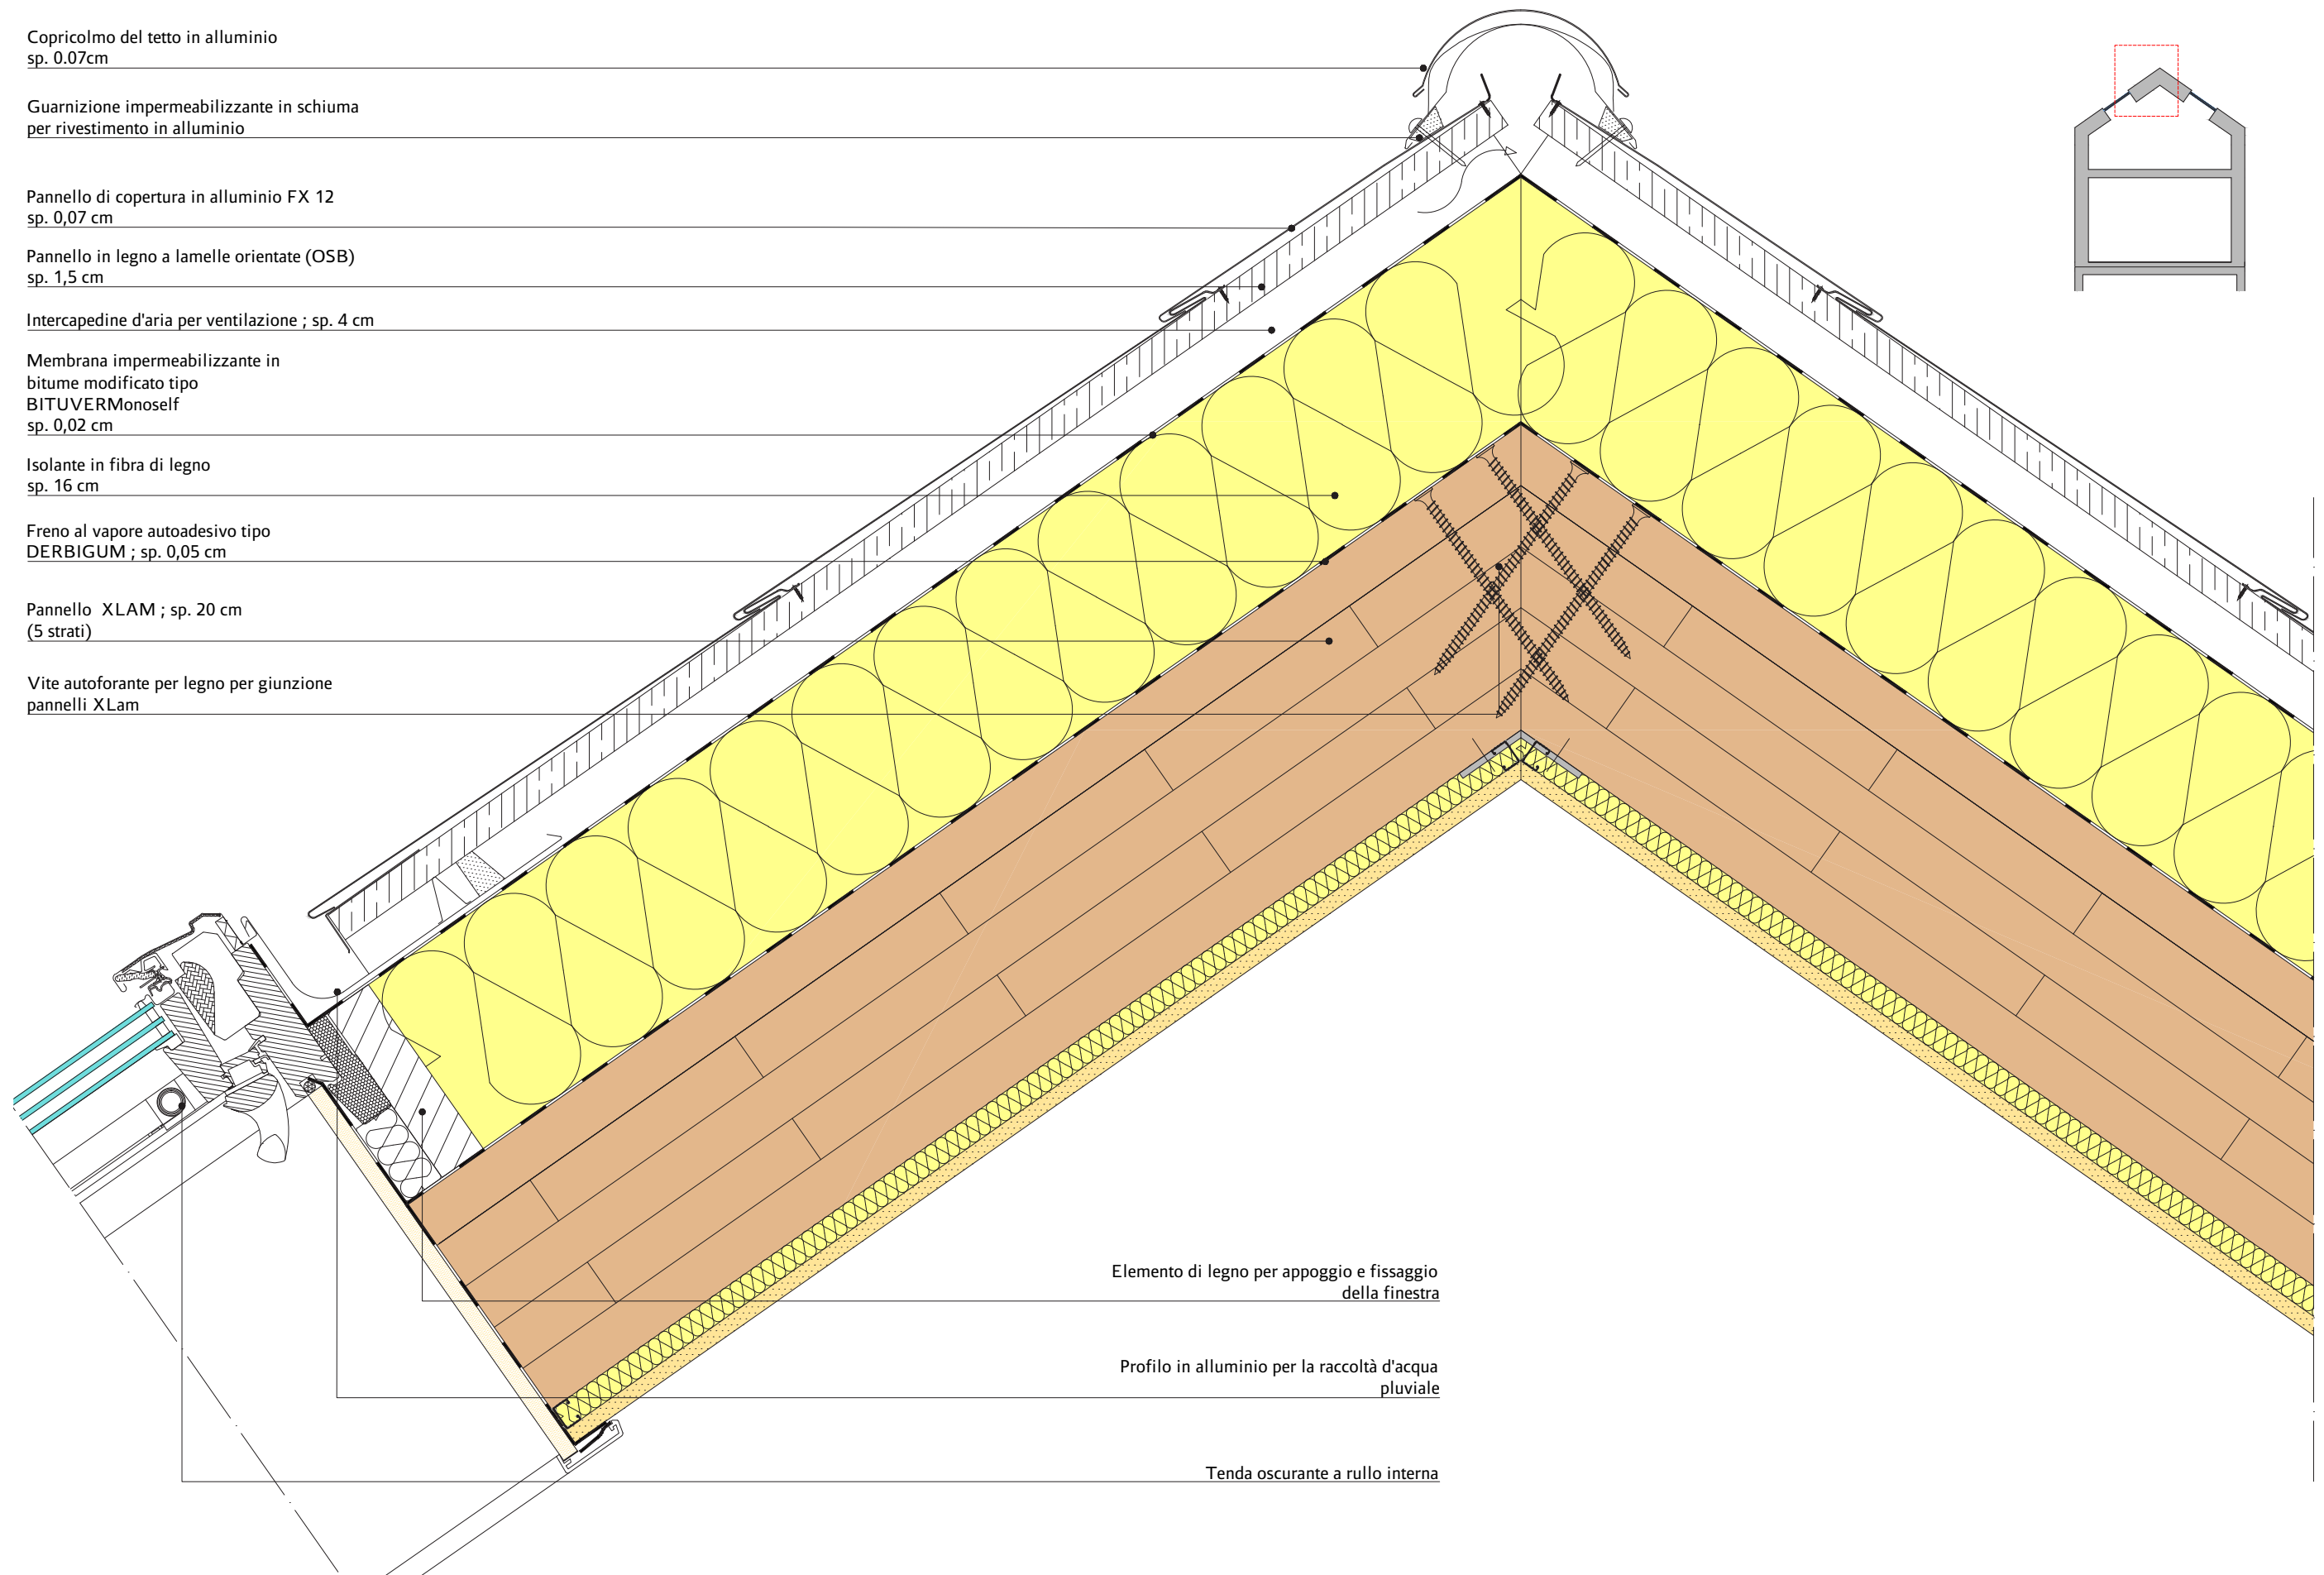 Copricolmo del tetto in alluminio
sp. 0.07cm
Guarnizione impermeabilizzante in schiuma
per rivestimento in alluminio
Pannello di copertura in alluminio FX 12
sp. 0,07 cm
Pannello in legno a lamelle orientate (OSB)
sp. 1,5 cm
Intercapedine d'aria per ventilazione ; sp. 4 cm
Membrana impermeabilizzante in
bitume modificato tipo
BITUVERMonoself
sp. 0,02 cm
Isolante in fibra di legno
sp. 16 cm
Freno al vapore autoadesivo tipo
DERBIGUM ; sp. 0,05 cm
Pannello XLAM ; sp. 20 cm
(5 strati)
Vite autoforante per legno per giunzione
pannelli XLam
Elemento di legno per appoggio e fissaggio
della finestra
Profilo in alluminio per la raccoltà d'acqua
pluviale
Tenda oscurante a rullo interna